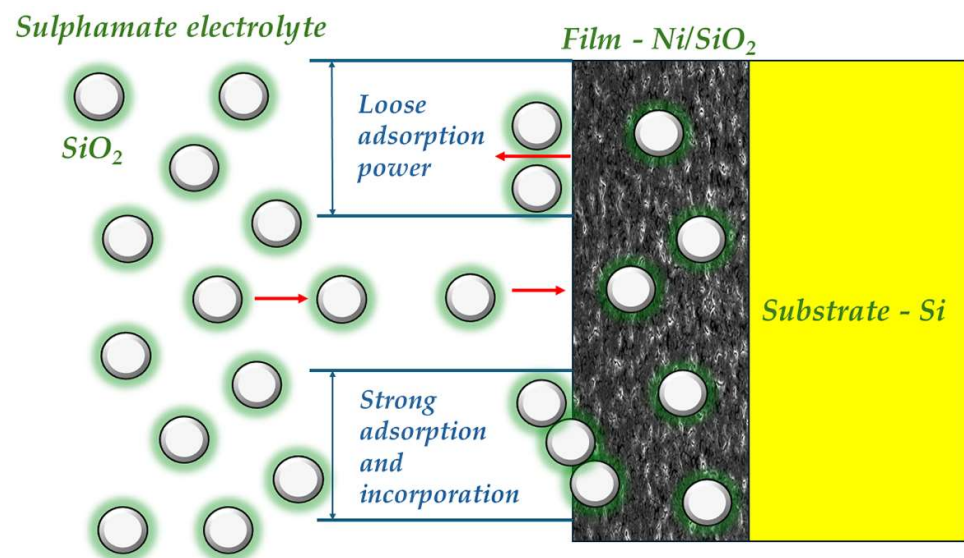 Sulphamate electrolyte
Film - Ni/SiO₂
SiO₂
Loose
adsorption
power
Substrate - Si
Strong
adsorption
and
incorporation